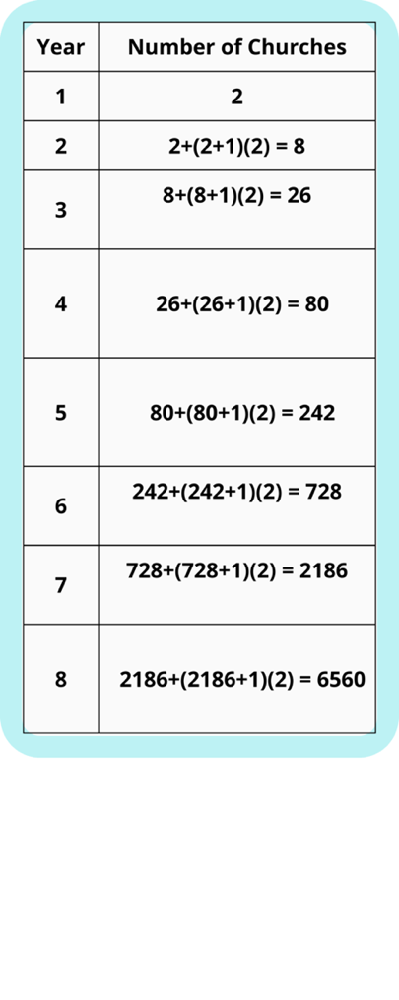 Year Number of Churches
1 2
2 2+(2+1)(2) = 8
3 8+(8+1)(2) = 26
4 26+(26+1)(2) = 80
5 80+(80+1)(2) = 242
6 242+(242+1)(2) = 728
7 728+(728+1)(2) = 2186
8 2186+(2186+1)(2) = 6560